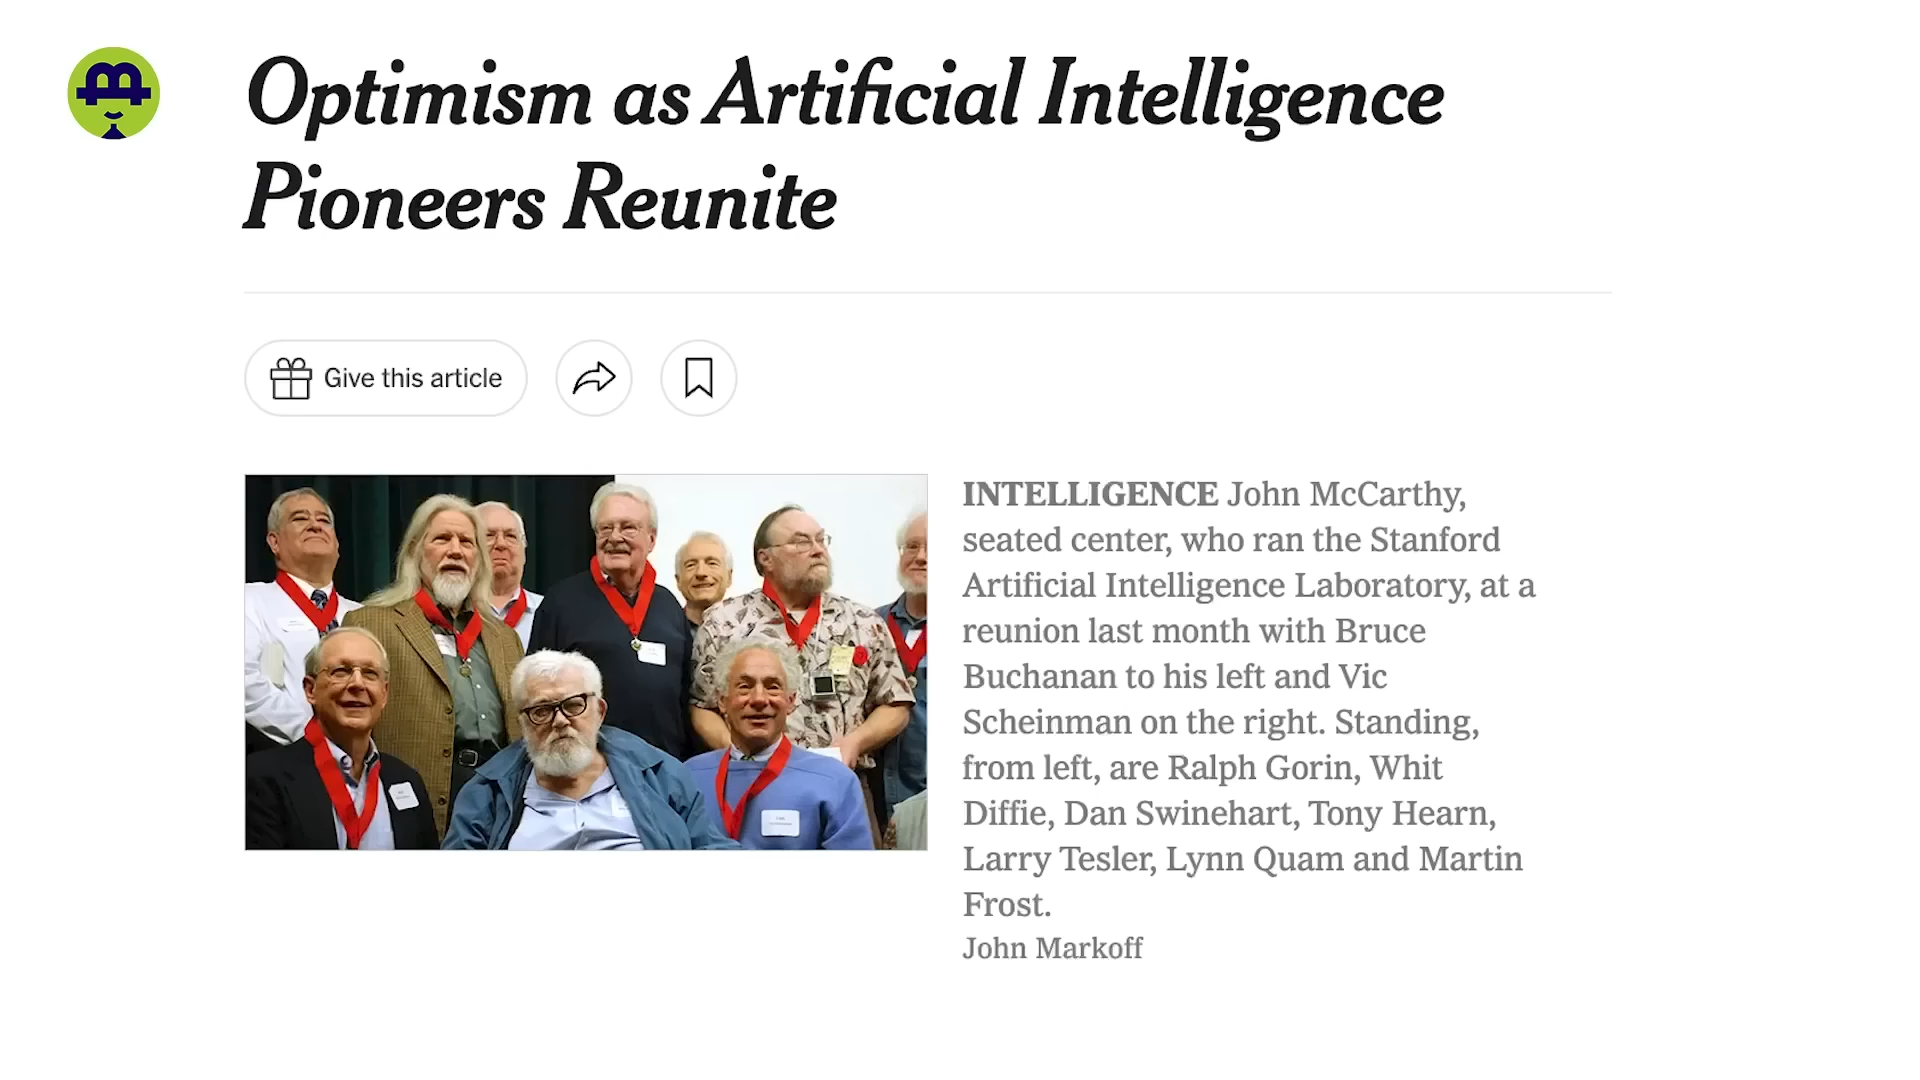 Optimism as Artificial Intelligence
Pioneers Reunite
Give this article
INTELLIGENCE John McCarthy,
seated center, who ran the Stanford
Artificial Intelligence Laboratory, at a
reunion last month with Bruce
Buchanan to his left and Vic
Scheinman on the right. Standing,
from left, are Ralph Gorin, Whit
Diffie, Dan Swinehart, Tony Hearn,
Larry Tesler, Lynn Quam and Martin
Frost.
John Markoff